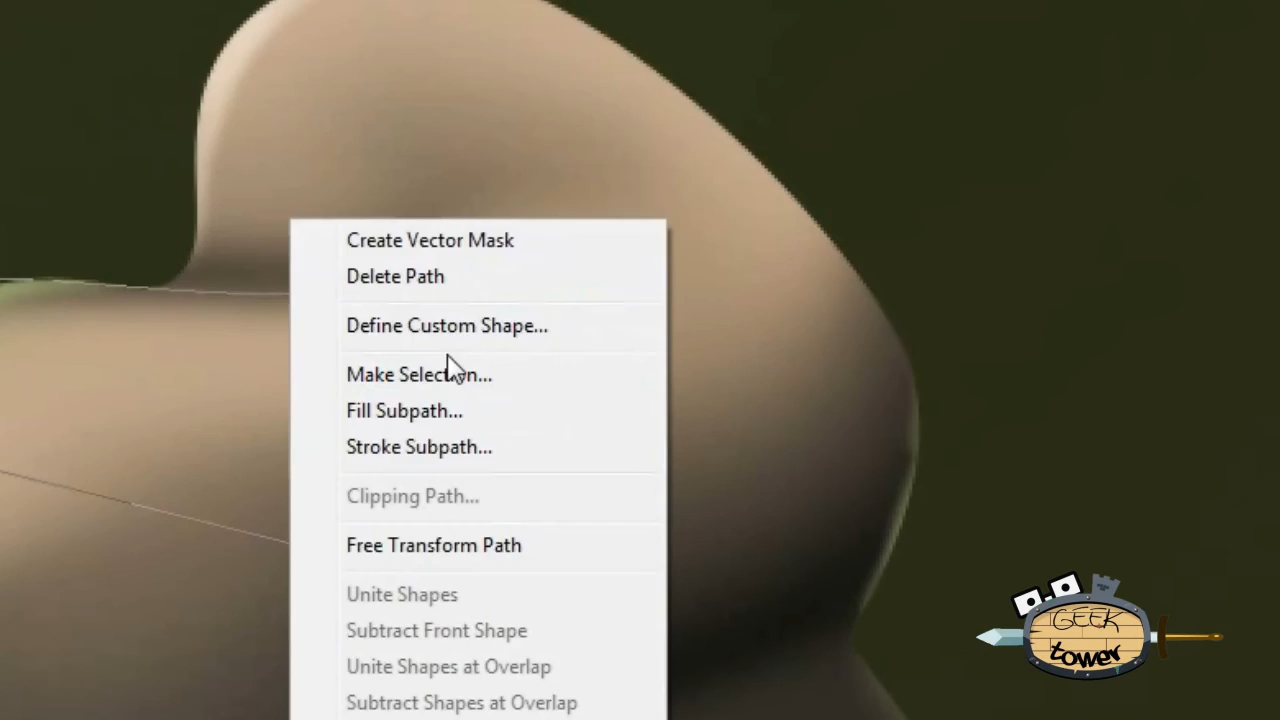 Create Vector Mask
Delete Path
Define Custom Shape...
Make Selection...
Fill Subpath...
Stroke Subpath...
Clipping Path...
Free Transform Path
Unite Shapes
Subtract Front Shape
Unite Shapes at Overlap
Subtract Shapes at Overlap
GEEK
tower